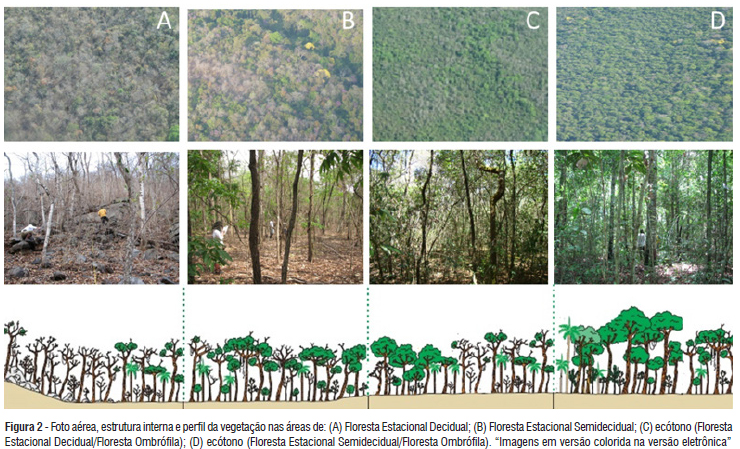 A B C D
Figura 2 - Foto aérea, estrutura interna e perfil da vegetação nas áreas de: (A) Floresta Estacional Decidual; (B) Floresta Estacional Semidecidual; (C) ecótono (Floresta
Estacional Decidual/Floresta Ombrófila); (D) ecótono (Floresta Estacional Semidecidual/Floresta Ombrófila). “Imagens em versão colorida na versão eletrônica”